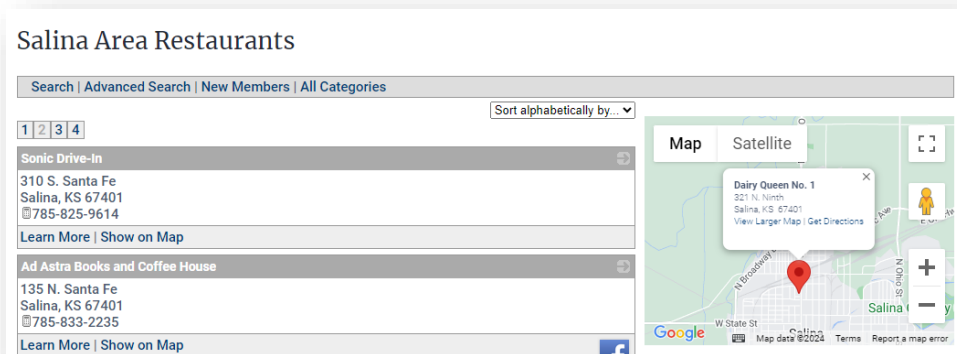 Salina Area Restaurants
Search | Advanced Search | New Members | All Categories
Sort alphabetically by...
1 2 3 4
Sonic Drive-In
310 S. Santa Fe
Salina, KS 67401
785-825-9614
Learn More | Show on Map
Ad Astra Books and Coffee House
135 N. Santa Fe
Salina, KS 67401
785-833-2235
Learn More | Show on Map
Map Satellite
Dairy Queen No. 1
321 N. Ninth
Salina, KS 67401
View Larger Map | Get Directions
N Broadway
N Ohio St
W State St
Salina
Salina
Google
Map data ©2024 Terms Report a map error